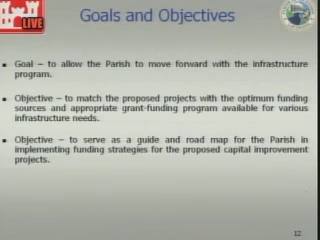 LIVE
Goals and Objectives
Goal – to allow the Parish to move forward with the infrastructure
program.
Objective – to match the proposed projects with the optimum funding
sources and appropriate grant-funding program available for various
infrastructure needs.
Objective – to serve as a guide and road map for the Parish in
implementing funding strategies for the proposed capital improvement
projects.
12